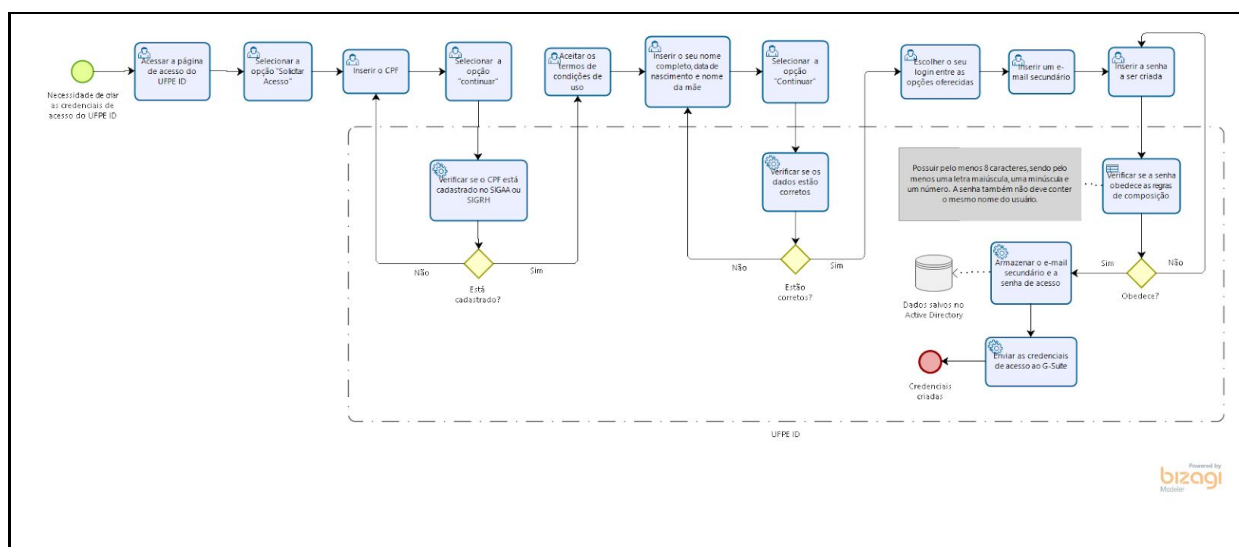 Acessar a página
de acesso do
UFPE ID
Selecionar a
opção "Solicitar
Acesso"
Inserir o CPF
Selecionar a
opção
"continuar"
Aceitar os
termos de
condições de
uso
Inserir o seu nome
completo, data de
nascimento e nome
da mãe
Selecionar a
opção
"Continuar"
Escolher o seu
login entre as
opções oferecidas
Inserir um e-
mail secundário
Inserir a senha
a ser criada
Necessidade de criar
as credenciais de
acesso do UFPE ID
Verificar se o CPF está
cadastrado no SIGAA ou
SIGRH
Verificar se os
dados estão
corretos
Possuir pelo menos 8 caracteres, sendo pelo
menos uma letra maiúscula, uma minúscula e
um número. A senha também não deve conter
o mesmo nome do usuário.
Verificar se a senha
obedece as regras
de composição
Não
Sim
Está
cadastrado?
Não
Sim
Estão
corretos?
Armazenar o e-mail
secundário e a
senha de acesso
Sim
Não
Obedece?
Dados salvos no
Active Directory
Enviar as credenciais
de acesso ao G-Suite
Credenciais
criadas
UFPE ID
Powered by
bizagi
Modeler